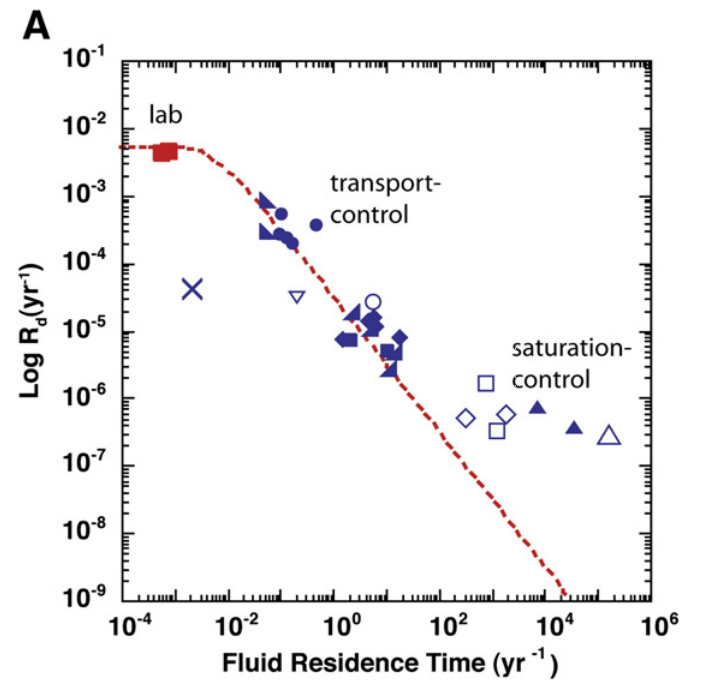 A
10⁻¹
lab
10⁻²
transport-
control
10⁻³
10⁻⁴
10⁻⁵
saturation-
control
10⁻⁶
10⁻⁷
10⁻⁸
10⁻⁹
Log R_d(yr⁻¹)
10⁻⁴ 10⁻² 10⁰ 10² 10⁴ 10⁶
Fluid Residence Time (yr ⁻¹)